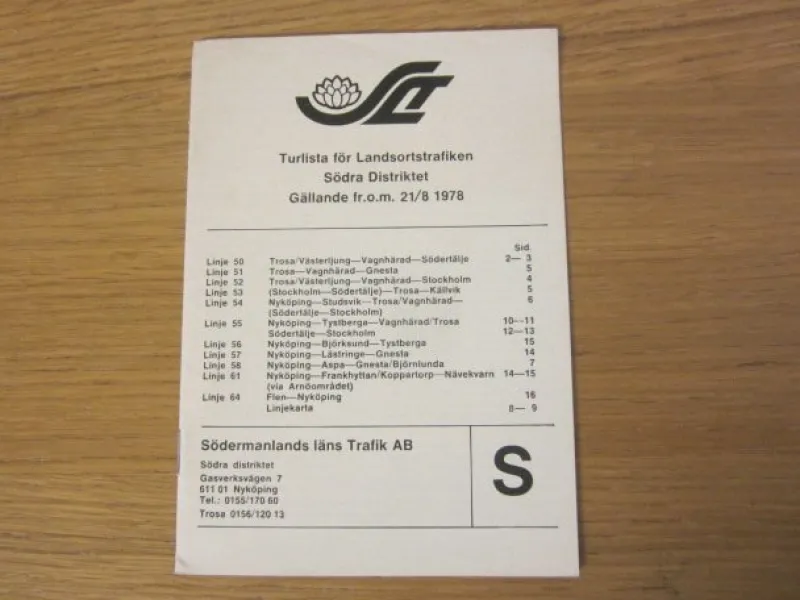 SLT
Turlista för Landsortstrafiken
Södra Distriktet
Gällande fr.o.m. 21/8 1978
Sid.
Linje 50 Trosa/Västerljung—Vagnhärad—Södertälje 2— 3
Linje 51 Trosa—Vagnhärad—Gnesta 5
Linje 52 Trosa/Västerljung—Vagnhärad—Stockholm 4
Linje 53 (Stockholm—Södertälje)—Trosa—Källvik 5
Linje 54 Nyköping—Studsvik—Trosa/Vagnhärad— 6
(Södertälje—Stockholm)
Linje 55 Nyköping—Tystberga—Vagnhärad/Trosa 10—11
Södertälje—Stockholm 12—13
Linje 56 Nyköping—Björksund—Tystberga 15
Linje 57 Nyköping—Lästringe—Gnesta 14
Linje 58 Nyköping—Aspa—Gnesta/Björnlunda 7
Linje 61 Nyköping—Frankhyttan/Koppartorp—Nävekvarn 14—15
(via Arnöområdet)
Linje 64 Flen—Nyköping 16
Linjekarta 8— 9
Södermanlands läns Trafik AB
Södra distriktet
Gasverksvägen 7
611 01 Nyköping
Tel.: 0155/170 60
Trosa 0156/120 13
S